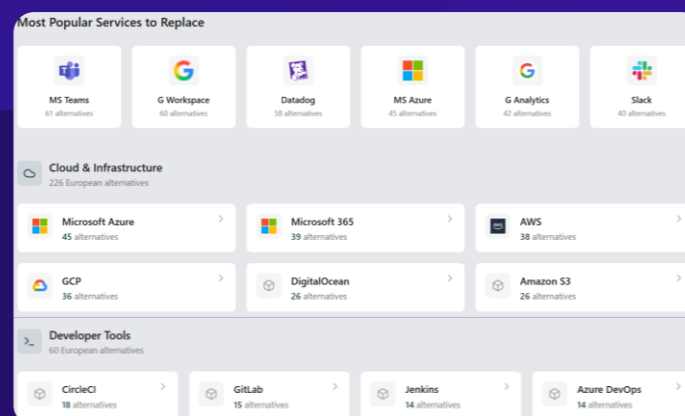 Most Popular Services to Replace
MS Teams
61 alternatives
G Workspace
60 alternatives
Datadog
58 alternatives
MS Azure
45 alternatives
G Analytics
42 alternatives
Slack
40 alternatives
Cloud & Infrastructure
226 European alternatives
Microsoft Azure
45 alternatives
Microsoft 365
39 alternatives
AWS
38 alternatives
GCP
36 alternatives
DigitalOcean
26 alternatives
Amazon S3
26 alternatives
Developer Tools
60 European alternatives
CircleCI
18 alternatives
GitLab
15 alternatives
Jenkins
14 alternatives
Azure DevOps
14 alternatives